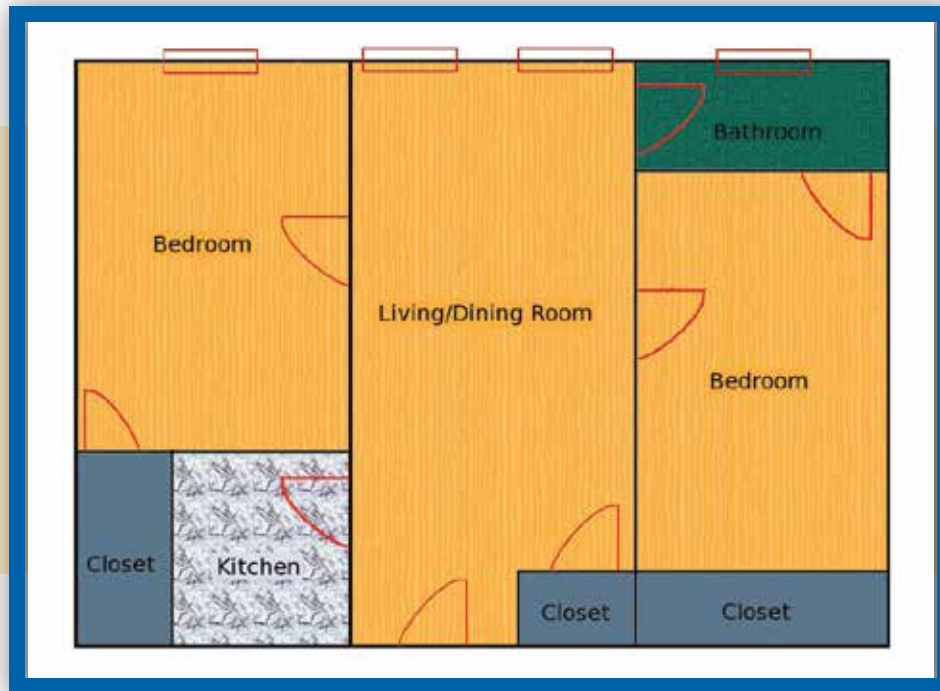 Bathroom
Bedroom
Living/Dining Room
Bedroom
Closet
Kitchen
Closet
Closet